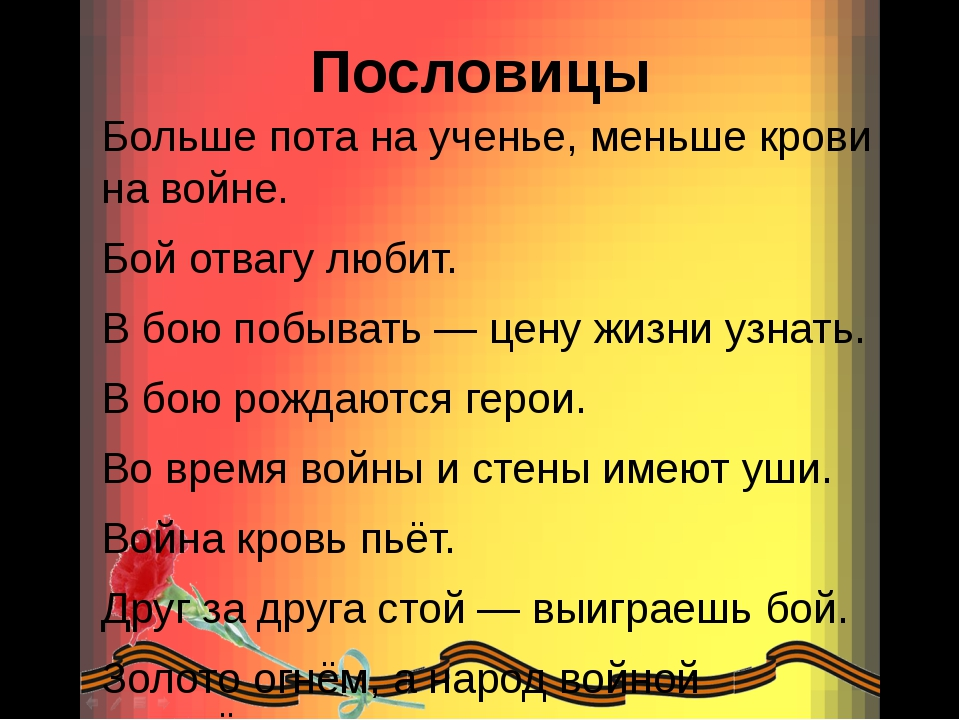 Пословицы
Больше пота на ученье, меньше крови
на войне.
Бой отвагу любит.
В бою побывать — цену жизни узнать.
В бою рождаются герои.
Во время войны и стены имеют уши.
Война кровь пьёт.
Друг за друга стой — выиграешь бой.
Золото огнём, а народ войной